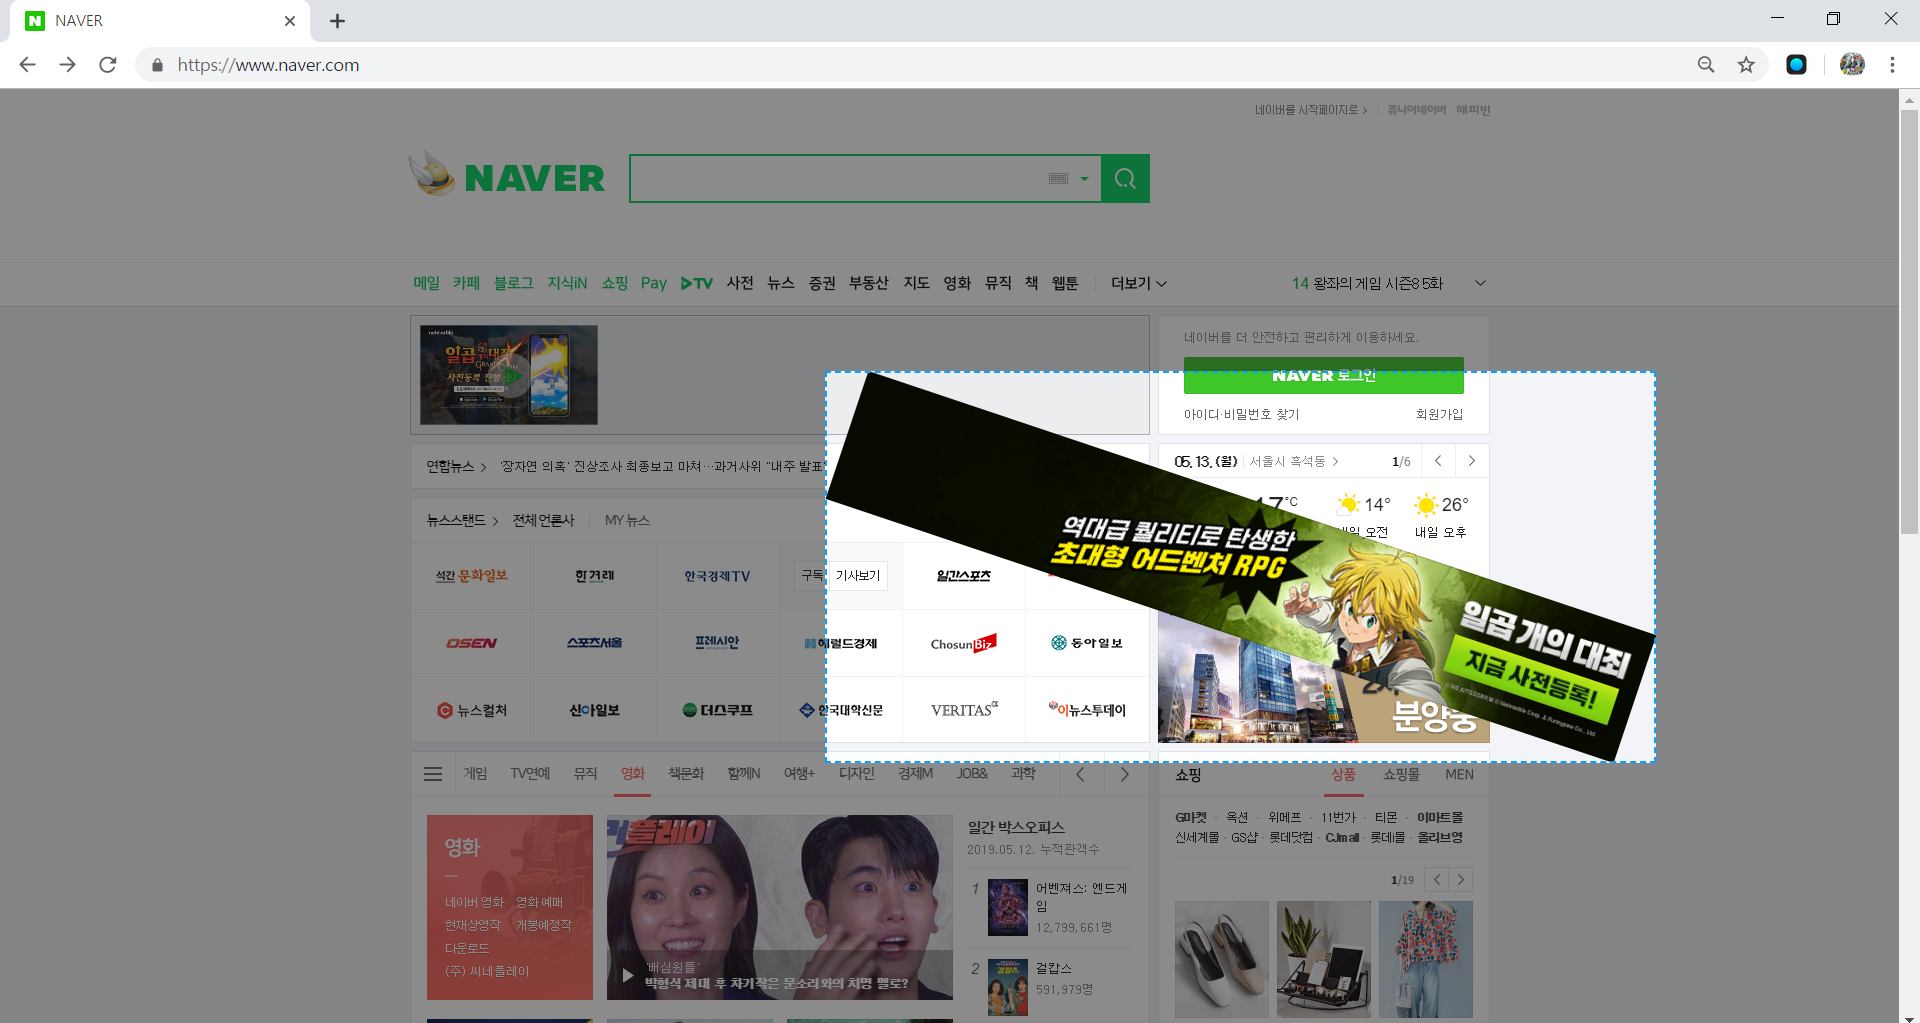 NAVER
https://www.naver.com
네이버를 시작페이지로
쥬니어네이버 해피빈
NAVER
메일 카페 블로그 지식iN 쇼핑 Pay TV 사전 뉴스 증권 부동산 지도 영화 뮤직 책 웹툰 더보기
14 왕좌의 게임 시즌8 5화
netmarble
일곱 개의 대죄
GRAND CROSS
사전등록 진행 중!
네이버를 더 안전하고 편리하게 이용하세요.
NAVER 로그인
아이디·비밀번호 찾기 회원가입
연합뉴스 '장자연 의혹' 진상조사 최종보고 마쳐…과거사위 "내주 발표
05. 13. (월) 서울시 흑석동 1/6
17°C 14° 26°
내일 오전 내일 오후
뉴스스탠드 전체 언론사 MY 뉴스
석간 문화일보 한겨레 한국경제TV 구독 기사보기 일간스포츠
OSEN 스포츠서울 프레시안 헤럴드경제 ChosunBiz 동아일보
뉴스컬처 신아일보 더스쿠프 한국대학신문 VERITASα 이뉴스투데이
역대급 퀄리티로 탄생한
초대형 어드벤처 RPG
일곱 개의 대죄
지금 사전등록!
분양중
게임 TV연예 뮤직 영화 책문화 함께N 여행+ 디자인 경제M JOB& 과학
쇼핑 상품 쇼핑몰 MEN
G마켓 · 옥션 · 위메프 · 11번가 · 티몬 · 이마트몰
신세계몰 · GS샵 · 롯데닷컴 · CJmall · 롯데i몰 · 올리브영
1/19
영화
네이버 영화 영화 예매
현재상영작 개봉예정작
다운로드
(주) 씨네플레이
'배심원들'
박형식 제대 후 차기작은 문소리와의 치명 멜로?
일간 박스오피스
2019.05.12. 누적관객수
1 어벤져스: 엔드게
임
12,799,661명
2 걸캅스
591,979명